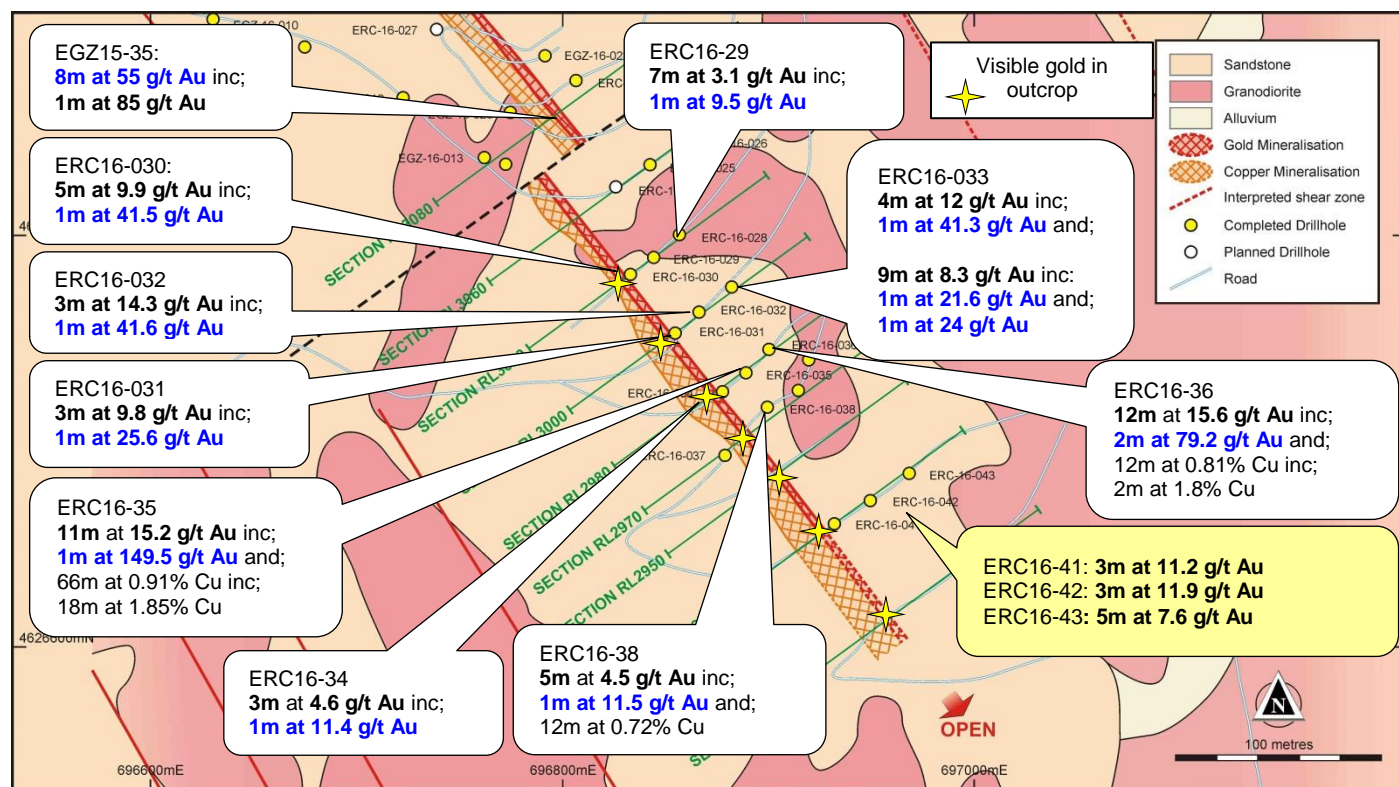 EGZ15-35:
8m at 55 g/t Au inc;
1m at 85 g/t Au
ERC-16-027
ERC16-29
7m at 3.1 g/t Au inc;
1m at 9.5 g/t Au
Visible gold in
outcrop
Sandstone
Granodiorite
Alluvium
Gold Mineralisation
Copper Mineralisation
Interpreted shear zone
Completed Drillhole
Planned Drillhole
Road
EGZ-16-013
ERC16-030:
5m at 9.9 g/t Au inc;
1m at 41.5 g/t Au
ERC16-033
4m at 12 g/t Au inc;
1m at 41.3 g/t Au and;
9m at 8.3 g/t Au inc:
1m at 21.6 g/t Au and;
1m at 24 g/t Au
ERC-16-028
ERC-16-029
ERC-16-030
ERC-16-032
ERC-16-031
ERC-16-035
ERC-16-038
ERC-16-037
ERC-16-043
ERC-16-042
ERC-16-04
SECTION
SECTION RL3060
SECTION
SECTION RL2980
SECTION RL2970
SECTION RL2950
ERC16-032
3m at 14.3 g/t Au inc;
1m at 41.6 g/t Au
ERC16-031
3m at 9.8 g/t Au inc;
1m at 25.6 g/t Au
ERC16-36
12m at 15.6 g/t Au inc;
2m at 79.2 g/t Au and;
12m at 0.81% Cu inc;
2m at 1.8% Cu
ERC16-35
11m at 15.2 g/t Au inc;
1m at 149.5 g/t Au and;
66m at 0.91% Cu inc;
18m at 1.85% Cu
ERC16-41: 3m at 11.2 g/t Au
ERC16-42: 3m at 11.9 g/t Au
ERC16-43: 5m at 7.6 g/t Au
4626600mN
ERC16-34
3m at 4.6 g/t Au inc;
1m at 11.4 g/t Au
ERC16-38
5m at 4.5 g/t Au inc;
1m at 11.5 g/t Au and;
12m at 0.72% Cu
OPEN
N
100 metres
696600mE
696800mE
697000mE